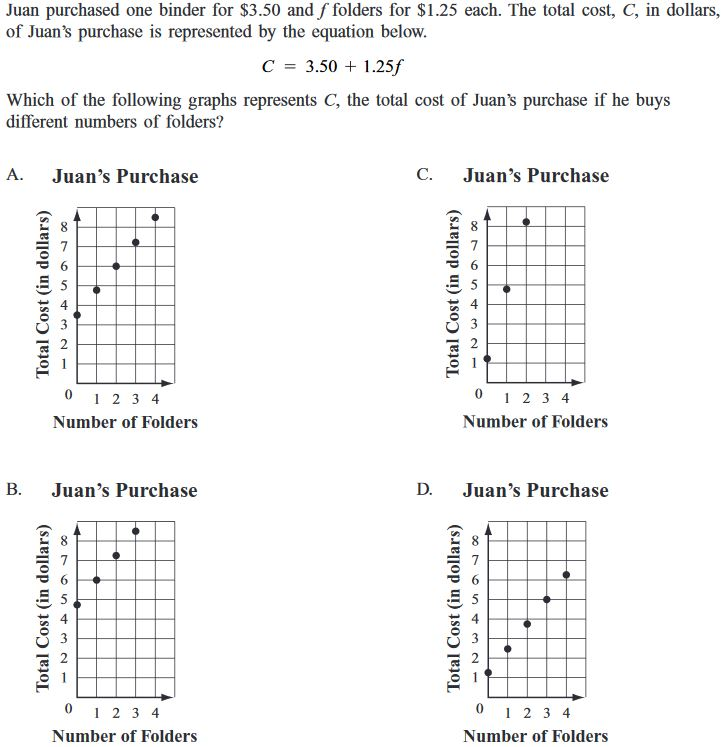 Juan purchased one binder for $3.50 and f folders for $1.25 each. The total cost, C, in dollars,
of Juan’s purchase is represented by the equation below.
C = 3.50 + 1.25f
Which of the following graphs represents C, the total cost of Juan’s purchase if he buys
different numbers of folders?
A. Juan’s Purchase
Total Cost (in dollars)
8
7
6
5
4
3
2
1
0 1 2 3 4
Number of Folders
C. Juan’s Purchase
Total Cost (in dollars)
8
7
6
5
4
3
2
1
0 1 2 3 4
Number of Folders
B. Juan’s Purchase
Total Cost (in dollars)
8
7
6
5
4
3
2
1
0 1 2 3 4
Number of Folders
D. Juan’s Purchase
Total Cost (in dollars)
8
7
6
5
4
3
2
1
0 1 2 3 4
Number of Folders